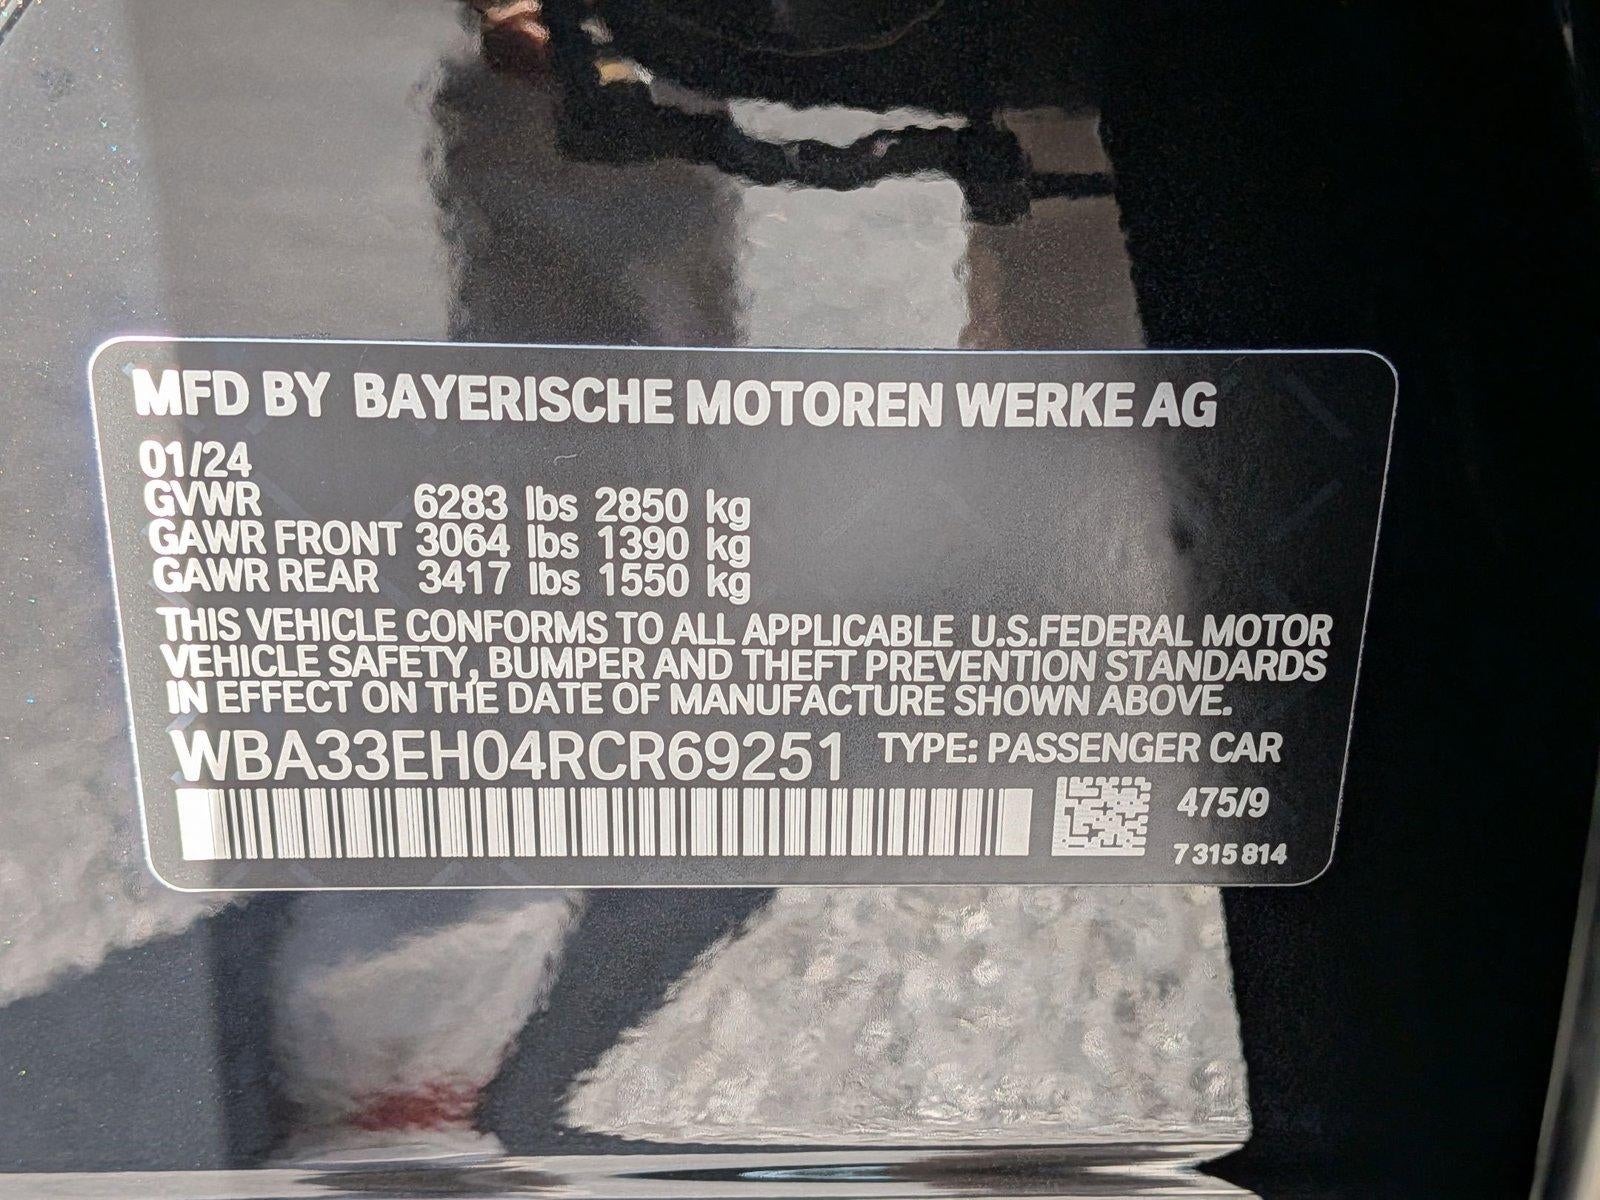 MFD BY BAYERISCHE MOTOREN WERKE AG
01/24
GVWR 6283 lbs 2850 kg
GAWR FRONT 3064 lbs 1390 kg
GAWR REAR 3417 lbs 1550 kg
THIS VEHICLE CONFORMS TO ALL APPLICABLE U.S.FEDERAL MOTOR
VEHICLE SAFETY, BUMPER AND THEFT PREVENTION STANDARDS
IN EFFECT ON THE DATE OF MANUFACTURE SHOWN ABOVE.
WBA33EH04RCR69251 TYPE: PASSENGER CAR
475/9
7 315 814